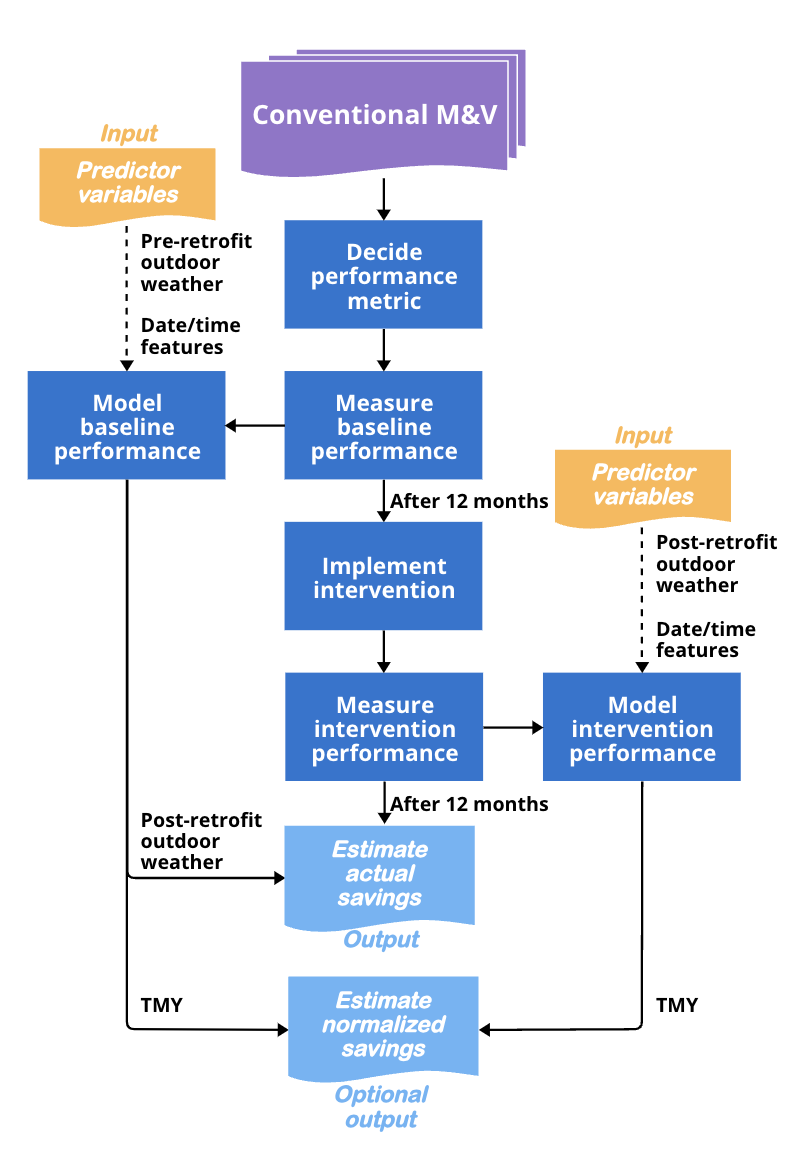 Conventional M&V
Input
Predictor
variables
Pre-retrofit
outdoor
weather
Date/time
features
Decide
performance
metric
Model
baseline
performance
Measure
baseline
performance
After 12 months
Input
Predictor
variables
Post-retrofit
outdoor
weather
Date/time
features
Implement
intervention
Measure
intervention
performance
Model
intervention
performance
After 12 months
Post-retrofit
outdoor
weather
Estimate
actual
savings
Output
TMY
Estimate
normalized
savings
TMY
Optional
output